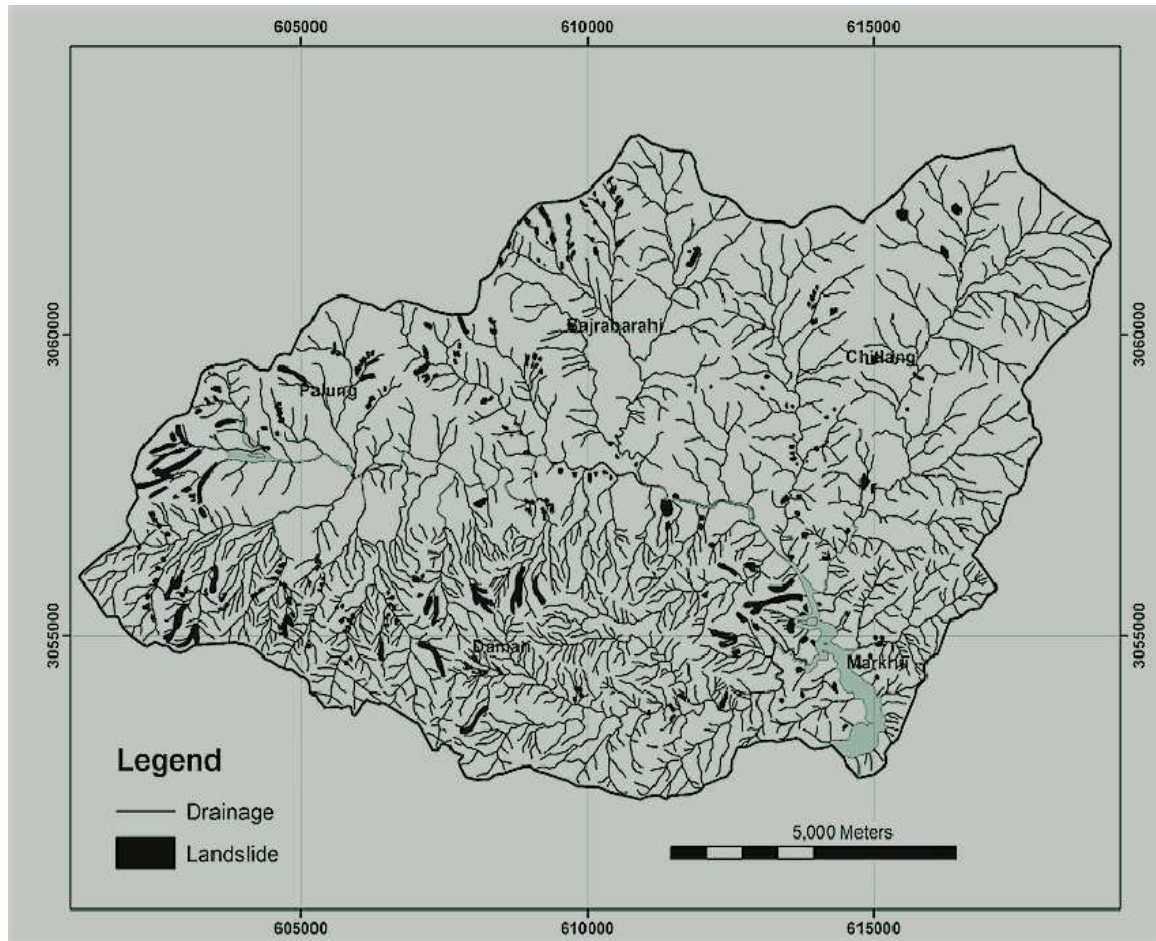 605000 610000 615000
3060000 3060000
Bajrabarahi
Chitlang
Palung
3055000 3055000
Daman
Markhu
Legend
Drainage
Landslide
5,000 Meters
605000 610000 615000